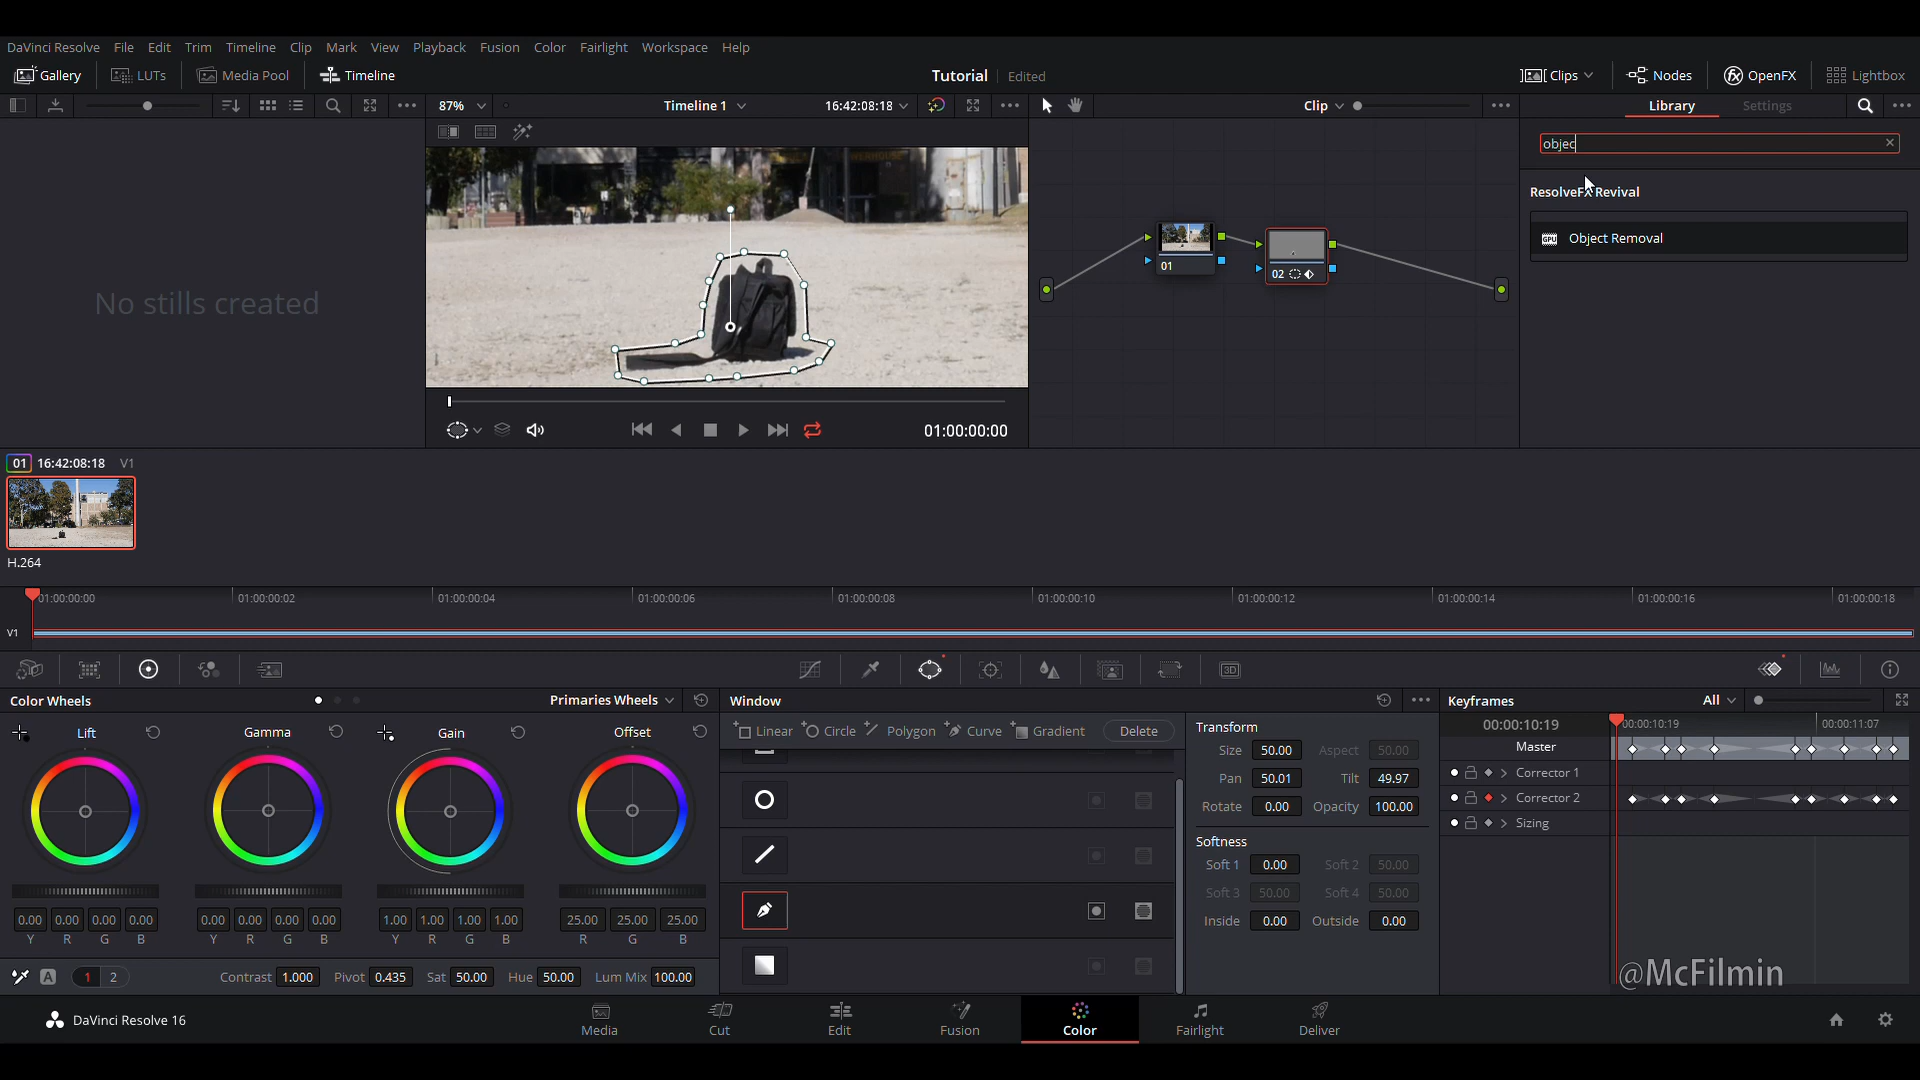 DaVinci Resolve File Edit Trim Timeline Clip Mark View Playback Fusion Color Fairlight Workspace Help
Gallery LUTs Media Pool Timeline Tutorial Edited Clips Nodes OpenFX Lightbox
87% Timeline 1 16:42:08:18 Clip Library Settings
objec
ResolveFX Revival
Object Removal
No stills created
01
02
01:00:00:00
01 16:42:08:18 V1
H.264
01:00:00:00 01:00:00:02 01:00:00:04 01:00:00:06 01:00:00:08 01:00:00:10 01:00:00:12 01:00:00:14 01:00:00:16 01:00:00:18
V1
3D
Color Wheels Primaries Wheels Window Keyframes All
Lift Gamma Gain Offset
Linear Circle Polygon Curve Gradient Delete
Transform
Size 50.00 Aspect 50.00
Pan 50.01 Tilt 49.97
Rotate 0.00 Opacity 100.00
Softness
Soft 1 0.00 Soft 2 50.00
Soft 3 50.00 Soft 4 50.00
Inside 0.00 Outside 0.00
00:00:10:19 00:00:10:19 00:00:11:07
Master
Corrector 1
Corrector 2
Sizing
0.00 0.00 0.00 0.00 0.00 0.00 0.00 0.00 1.00 1.00 1.00 1.00 25.00 25.00 25.00
Y R G B Y R G B Y R G B R G B
A 1 2 Contrast 1.000 Pivot 0.435 Sat 50.00 Hue 50.00 Lum Mix 100.00
@McFilmin
DaVinci Resolve 16 Media Cut Edit Fusion Color Fairlight Deliver